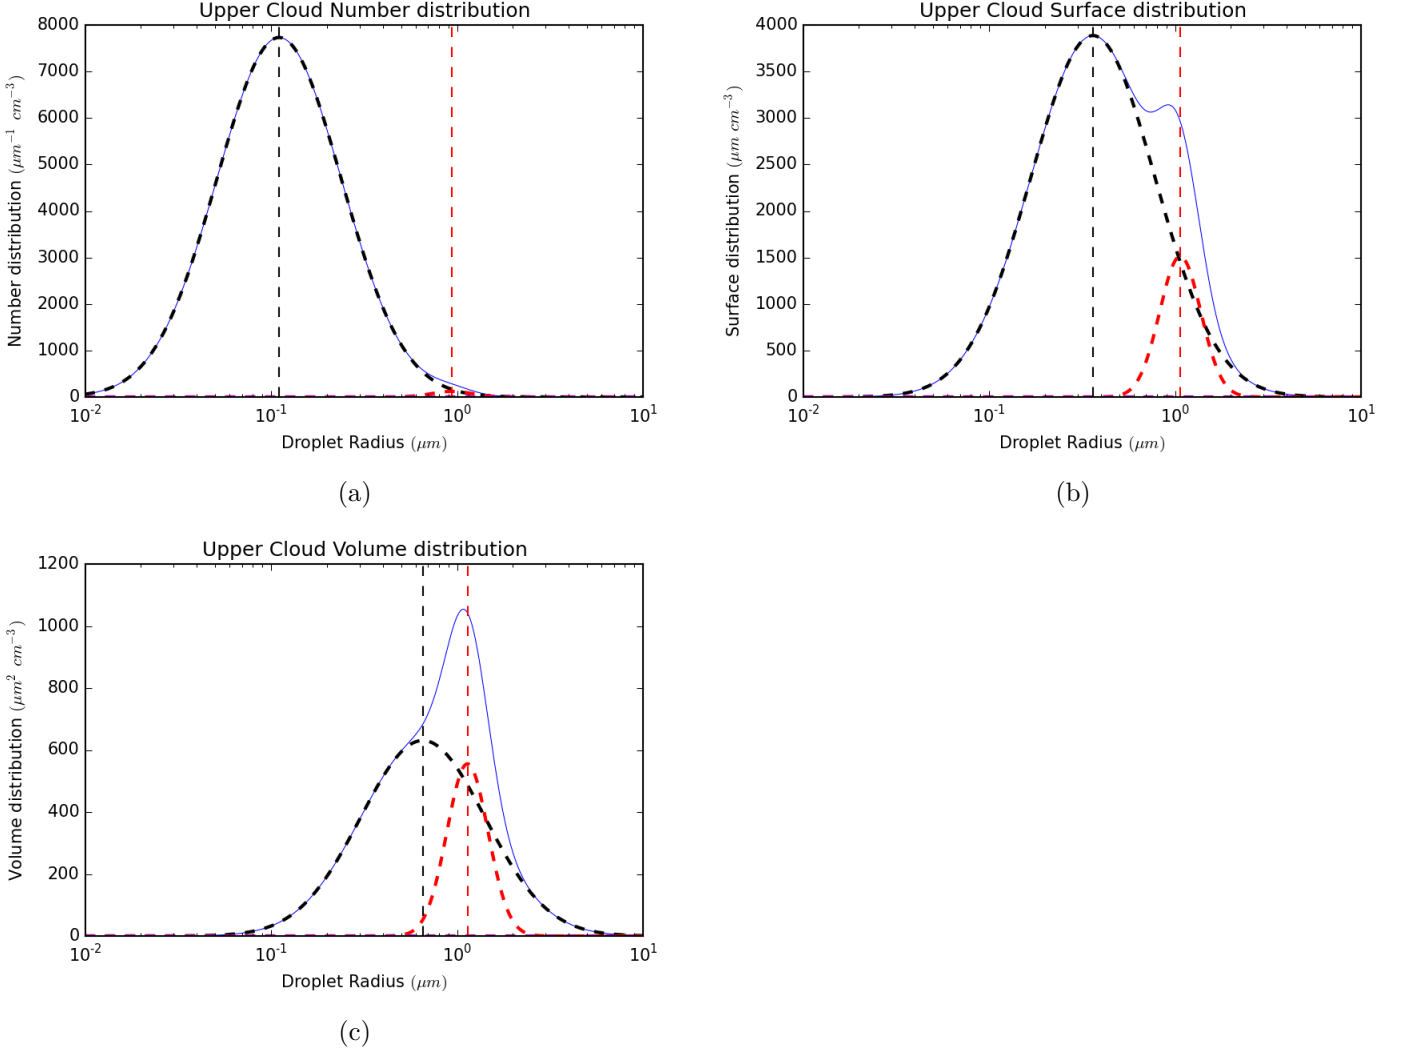 Upper Cloud Number distribution
8000
7000
6000
5000
4000
3000
2000
1000
0
Number distribution (μm⁻¹ cm⁻³)
10⁻² 10⁻¹ 10⁰ 10¹
Droplet Radius (μm)
(a)
Upper Cloud Surface distribution
4000
3500
3000
2500
2000
1500
1000
500
0
Surface distribution (μm cm⁻³)
10⁻² 10⁻¹ 10⁰ 10¹
Droplet Radius (μm)
(b)
Upper Cloud Volume distribution
1200
1000
800
600
400
200
0
Volume distribution (μm² cm⁻³)
10⁻² 10⁻¹ 10⁰ 10¹
Droplet Radius (μm)
(c)